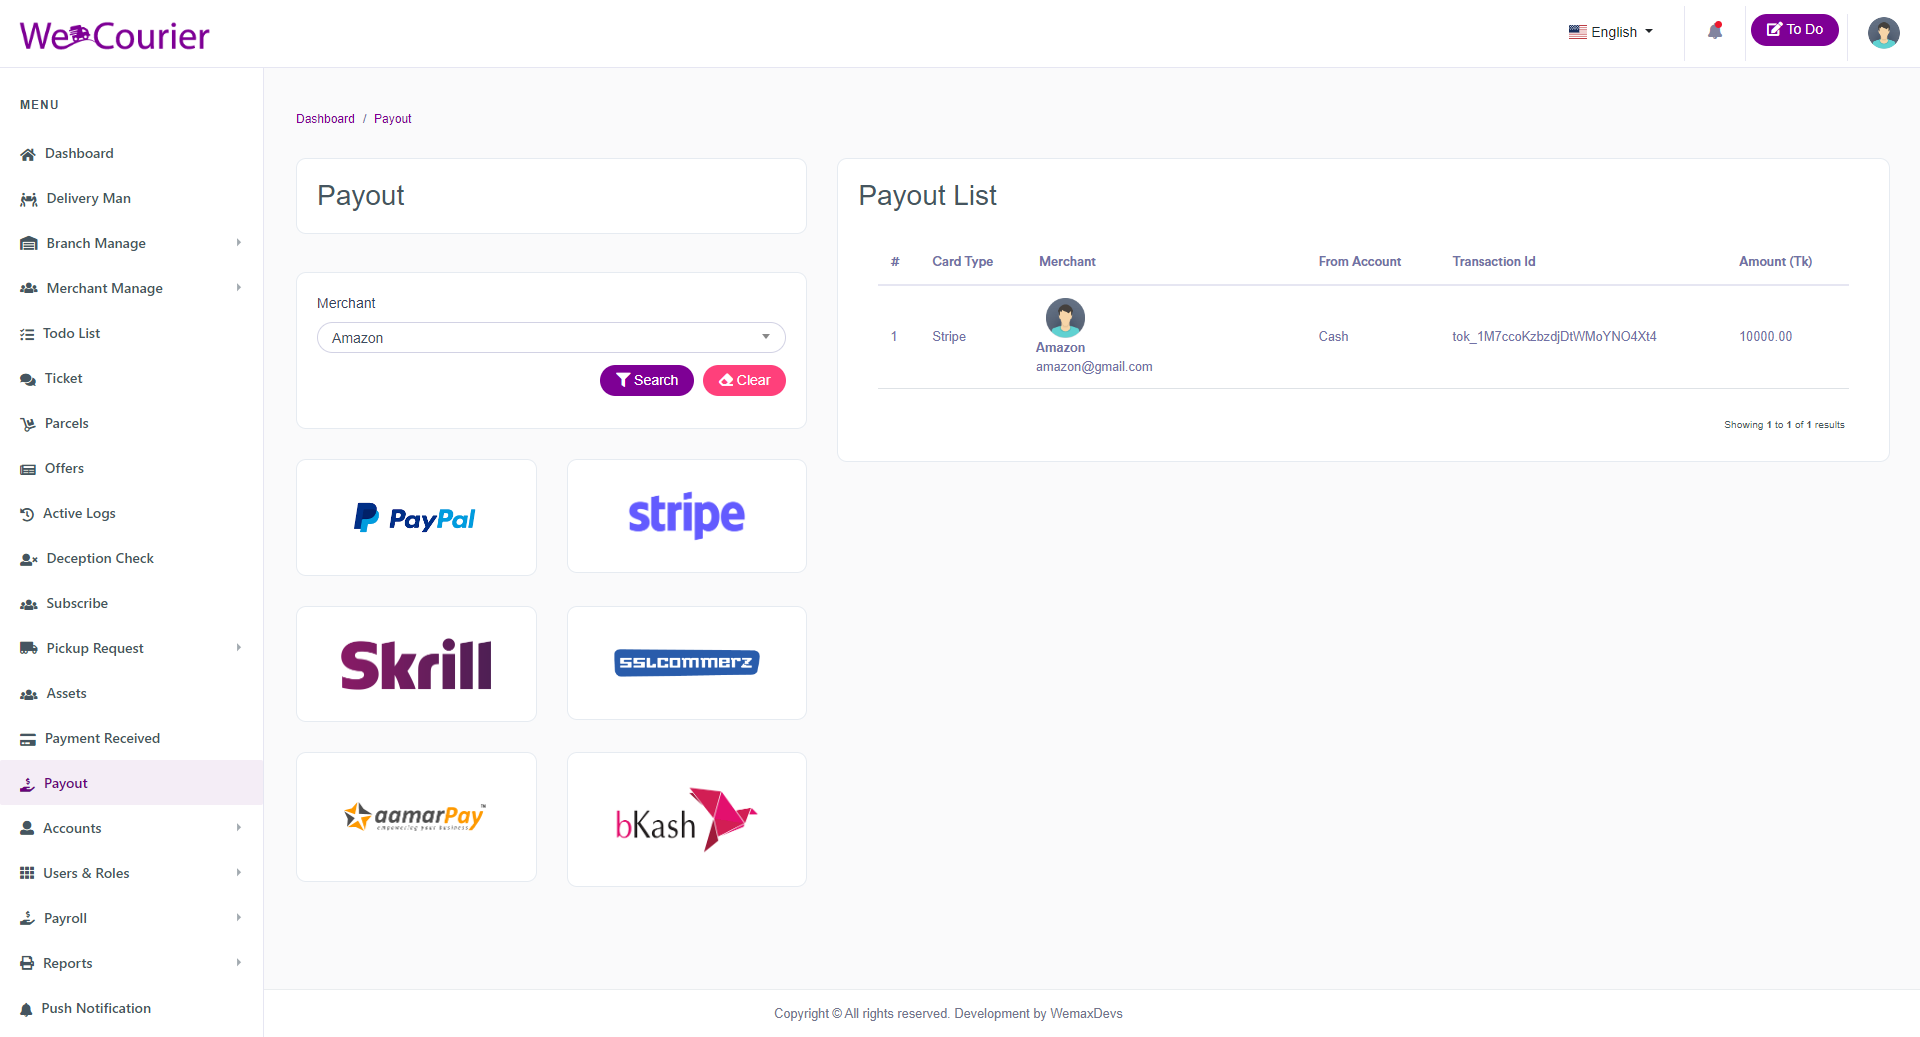 We Courier
English
To Do
MENU
Dashboard
Delivery Man
Branch Manage
Merchant Manage
Todo List
Ticket
Parcels
Offers
Active Logs
Deception Check
Subscribe
Pickup Request
Assets
Payment Received
Payout
Accounts
Users & Roles
Payroll
Reports
Push Notification
Dashboard / Payout
Payout
Merchant
Amazon
Search Clear
PayPal
stripe
Skrill
SSLCOMMERZ
aamarPay™
empowering your business
bKash
Payout List
# Card Type Merchant From Account Transaction Id Amount (Tk)
1 Stripe Amazon Cash tok_1M7ccoKzbzdjDtWMoYNO4Xt4 10000.00
amazon@gmail.com
Showing 1 to 1 of 1 results
Copyright © All rights reserved. Development by WemaxDevs